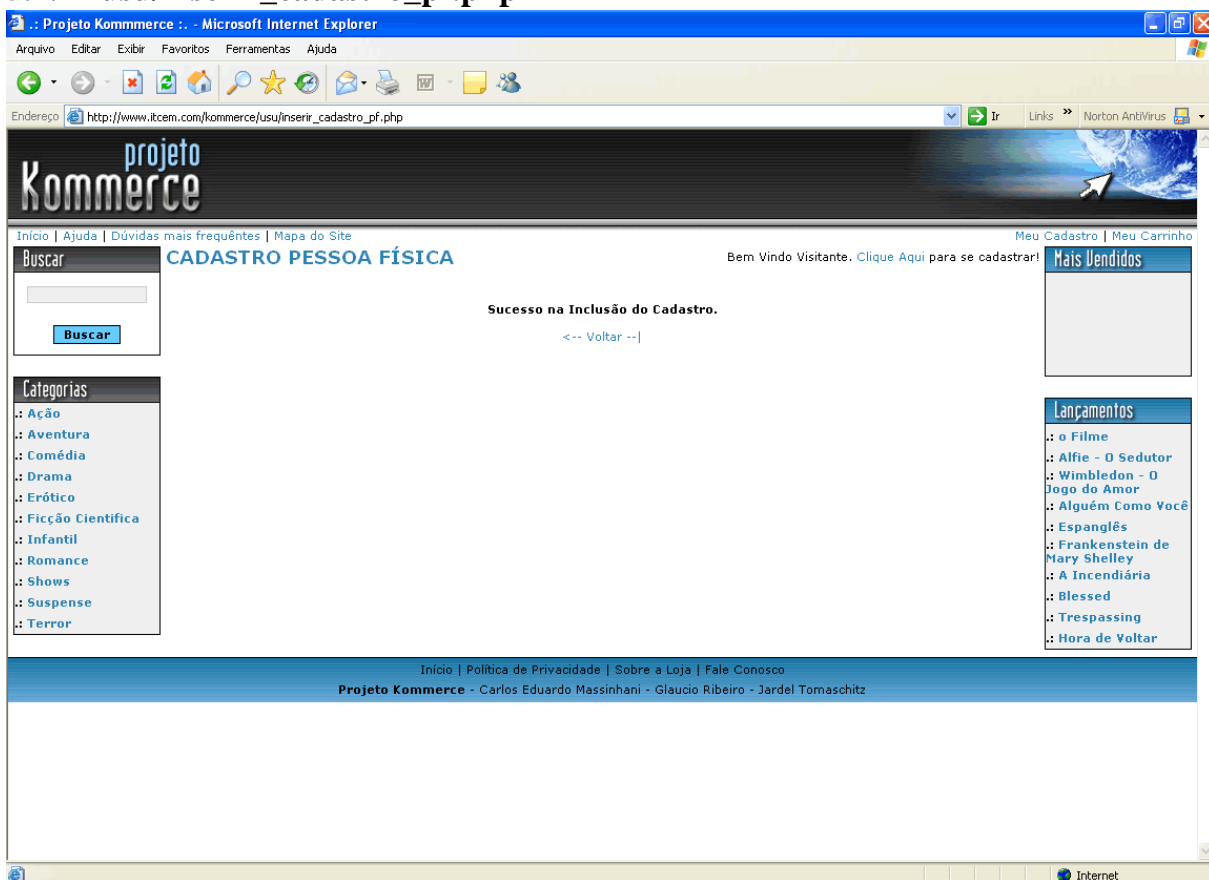 .: Projeto Kommmerce :. - Microsoft Internet Explorer
Arquivo Editar Exibir Favoritos Ferramentas Ajuda
Endereço http://www.itcem.com/kommerce/usu/inserir_cadastro_pf.php Ir Links » Norton AntiVirus
projeto
Kommerce
Início | Ajuda | Dúvidas mais frequêntes | Mapa do Site
Meu Cadastro | Meu Carrinho
Buscar
Buscar
Categorias
.: Ação
.: Aventura
.: Comédia
.: Drama
.: Erótico
.: Ficção Cientifica
.: Infantil
.: Romance
.: Shows
.: Suspense
.: Terror
CADASTRO PESSOA FÍSICA
Bem Vindo Visitante. Clique Aqui para se cadastrar!
Sucesso na Inclusão do Cadastro.
<-- Voltar --|
Mais Vendidos
Lançamentos
.: o Filme
.: Alfie - O Sedutor
.: Wimbledon - O
Jogo do Amor
.: Alguém Como Você
.: Espanglês
.: Frankenstein de
Mary Shelley
.: A Incendiária
.: Blessed
.: Trespassing
.: Hora de Voltar
Início | Política de Privacidade | Sobre a Loja | Fale Conosco
Projeto Kommerce - Carlos Eduardo Massinhani - Glaucio Ribeiro - Jardel Tomaschitz
Internet